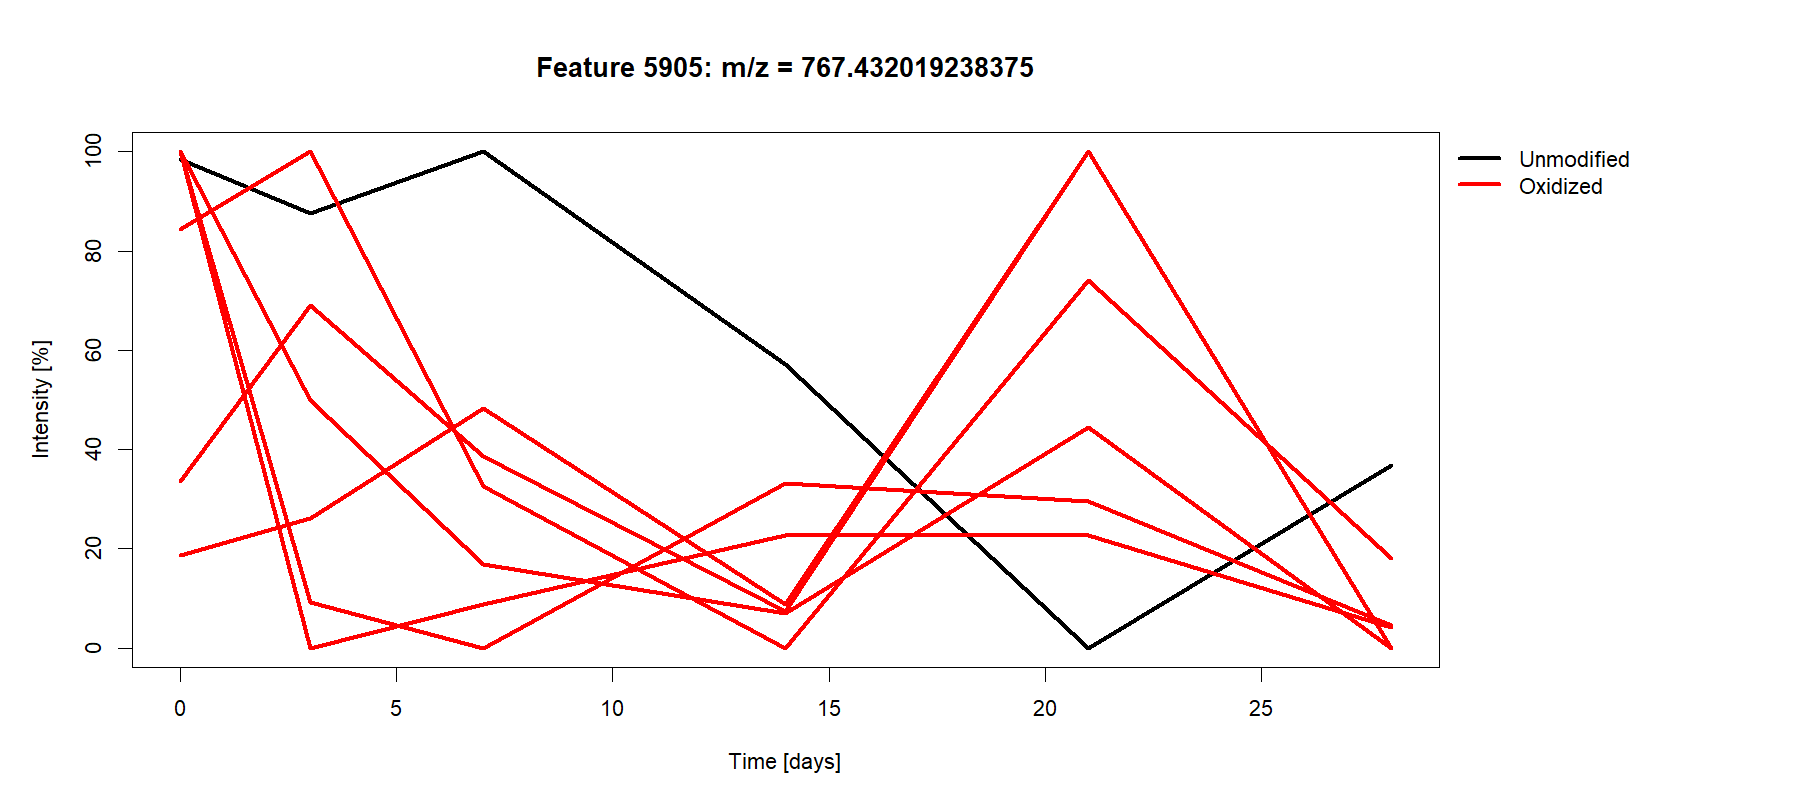 Feature 5905: m/z = 767.432019238375
Unmodified
Oxidized
Intensity [%]
100
80
60
40
20
0
0 5 10 15 20 25
Time [days]